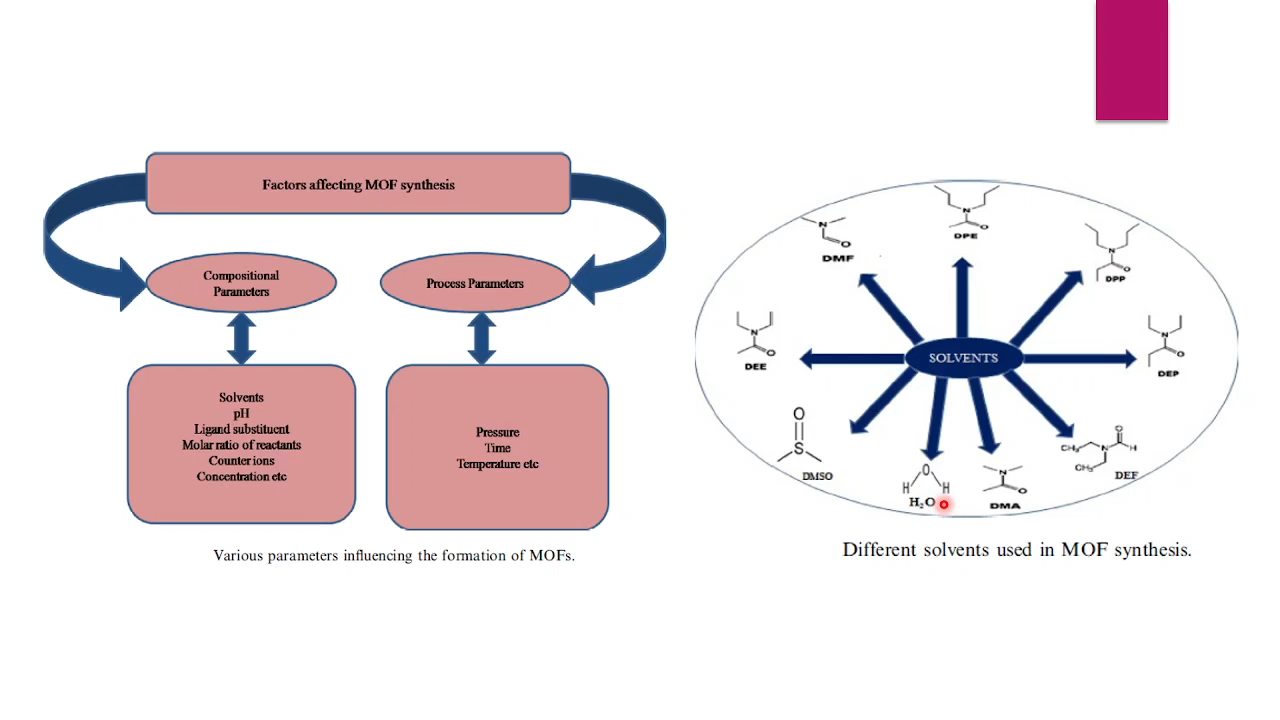 Factors affecting MOF synthesis
Compositional
Parameters
Process Parameters
Solvents
pH
Ligand substituent
Molar ratio of reactants
Counter ions
Concentration etc
Pressure
Time
Temperature etc
Various parameters influencing the formation of MOFs.
N
O
DMF
N
O
DPE
N
O
DPP
N
O
DEE
SOLVENTS
N
O
DEP
O
S
DMSO
O
H H
H₂O
N
O
DMA
O
CH₃ N H
CH₃
DEF
Different solvents used in MOF synthesis.